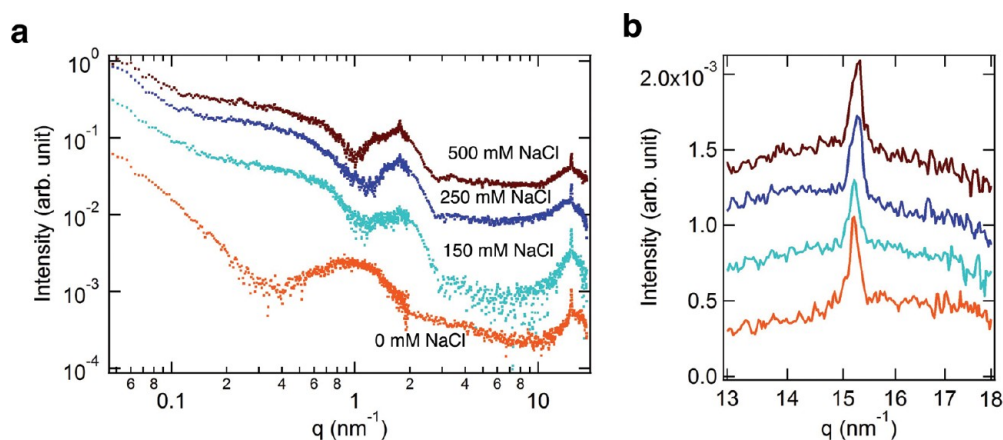 a
b
10⁰
10⁻¹
10⁻²
10⁻³
10⁻⁴
Intensity (arb. unit)
500 mM NaCl
250 mM NaCl
150 mM NaCl
0 mM NaCl
6 8 2 4 6 8 2 4 6 8
0.1 1 10
q (nm⁻¹)
2.0x10⁻³
1.5
1.0
0.5
0.0
Intensity (arb. unit)
13 14 15 16 17 18
q (nm⁻¹)